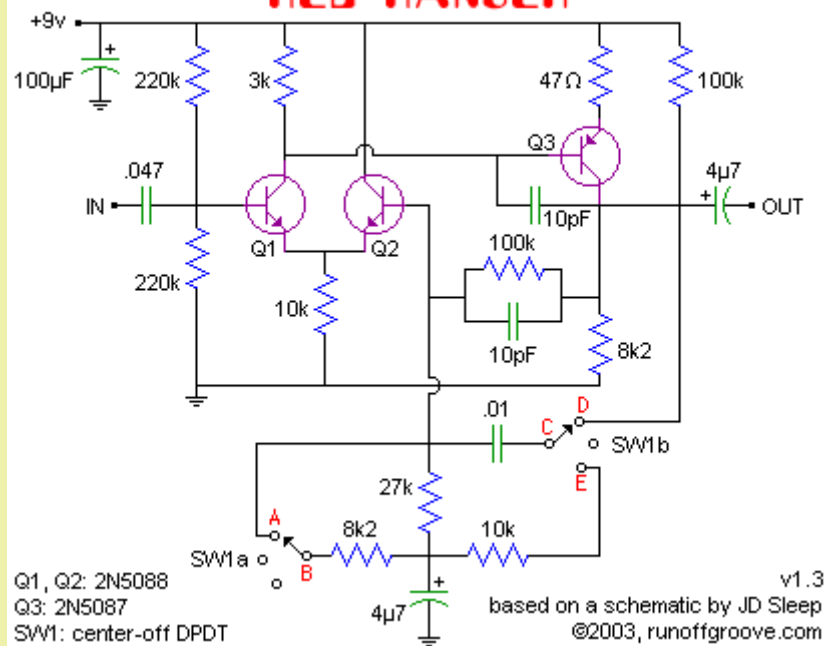 RED RANGER
+9v
100µF
220k
3k
47Ω
100k
Q3
.047
4µ7
+
IN
10pF
OUT
Q1
Q2
220k
100k
10k
10pF
8k2
.01
D
C
SW1b
E
27k
A
8k2
10k
SW1a
B
+
4µ7
Q1, Q2: 2N5088
Q3: 2N5087
SW1: center-off DPDT
v1.3
based on a schematic by JD Sleep
©2003, runoffgroove.com